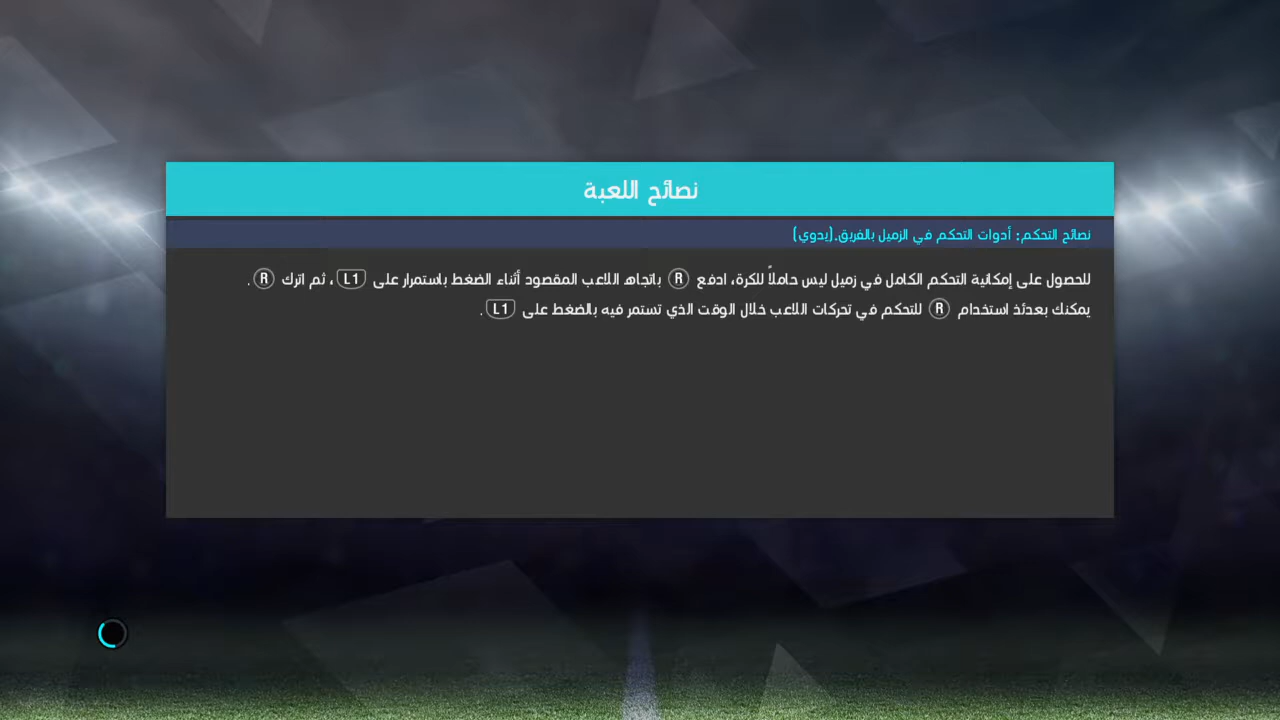 نصائح اللعبة
نصائح التحكم: أدوات التحكم في الزميل بالفريق.(يدوي)
للحصول على إمكانية التحكم الكامل في زميل ليس حاملاً للكرة، ادفع R باتجاه اللاعب المقصود أثناء الضغط باستمرار على L1 ، ثم اترك R .
يمكنك بعدئذ استخدام R للتحكم في تحركات اللاعب خلال الوقت الذي تستمر فيه بالضغط على L1 .